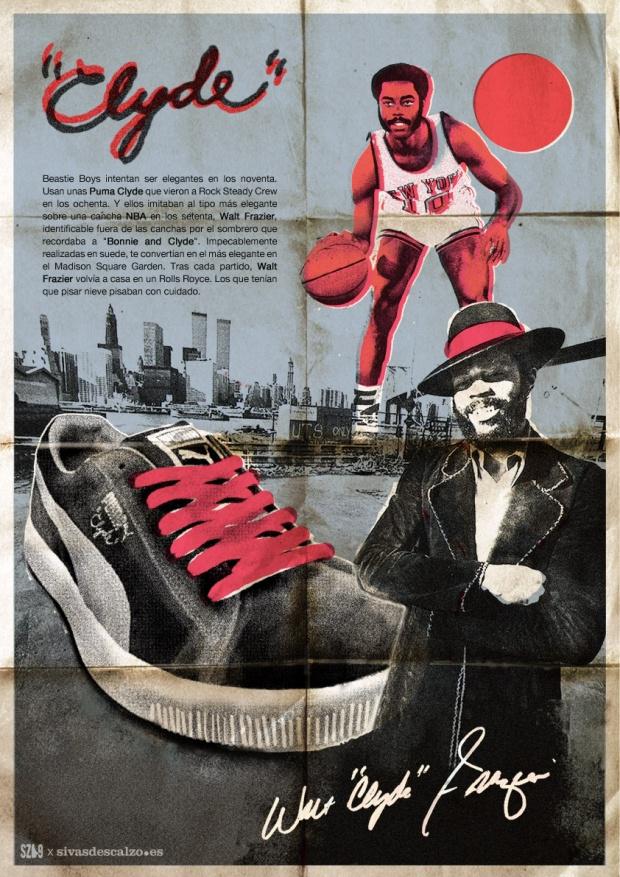 "Clyde"
Beastie Boys intentan ser elegantes en los noventa.
Usan unas Puma Clyde que vieron a Rock Steady Crew
en los ochenta. Y ellos imitaban al tipo más elegante
sobre una cancha NBA en los setenta, Walt Frazier,
identificable fuera de las canchas por el sombrero que
recordaba a "Bonnie and Clyde". Impecablemente
realizadas en suede, te convertian en el más elegante en
el Madison Square Garden. Tras cada partido, Walt
Frazier volvía a casa en un Rolls Royce. Los que tenían
que pisar nieve pisaban con cuidado.
NEW YORK
10
Clyde
Walt "Clyde" Frazier
x sivasdescalzo.es